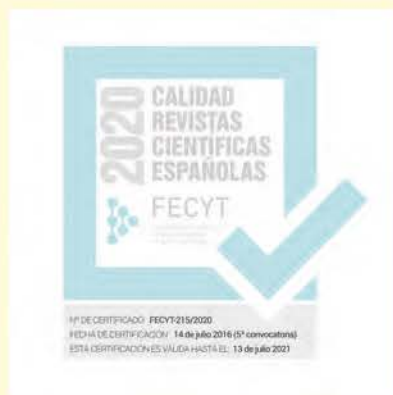 2020
CALIDAD
REVISTAS
CIENTÍFICAS
ESPAÑOLAS
FECYT
Nº DE CERTIFICADO: FECYT-215/2020
FECHA DE CERTIFICACIÓN: 14 de julio 2016 (5ª convocatoria)
ESTA CERTIFICACIÓN ES VÁLIDA HASTA EL: 13 de julio 2021